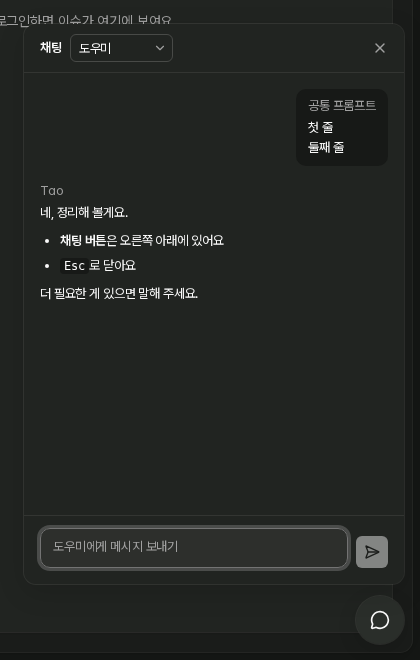 로그인하면 이슈가 여기에 보여요
채팅
도우미
공통 프롬프트
첫 줄
둘째 줄
Tao
네, 정리해 볼게요.
채팅 버튼은 오른쪽 아래에 있어요
Esc로 닫아요
더 필요한 게 있으면 말해 주세요.
도우미에게 메시지 보내기